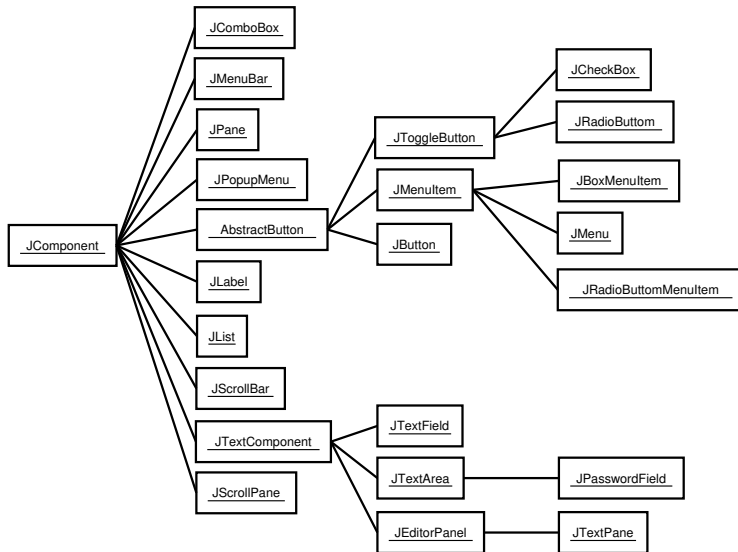 JComboBox
JMenuBar
JPane
JPopupMenu
JComponent
AbstractButton
JLabel
JList
JScrollBar
JTextComponent
JScrollPane
JToggleButton
JMenuItem
JButton
JTextField
JTextArea
JEditorPanel
JCheckBox
JRadioButtom
JBoxMenuItem
JMenu
JRadioButtomMenuItem
JPasswordField
JTextPane